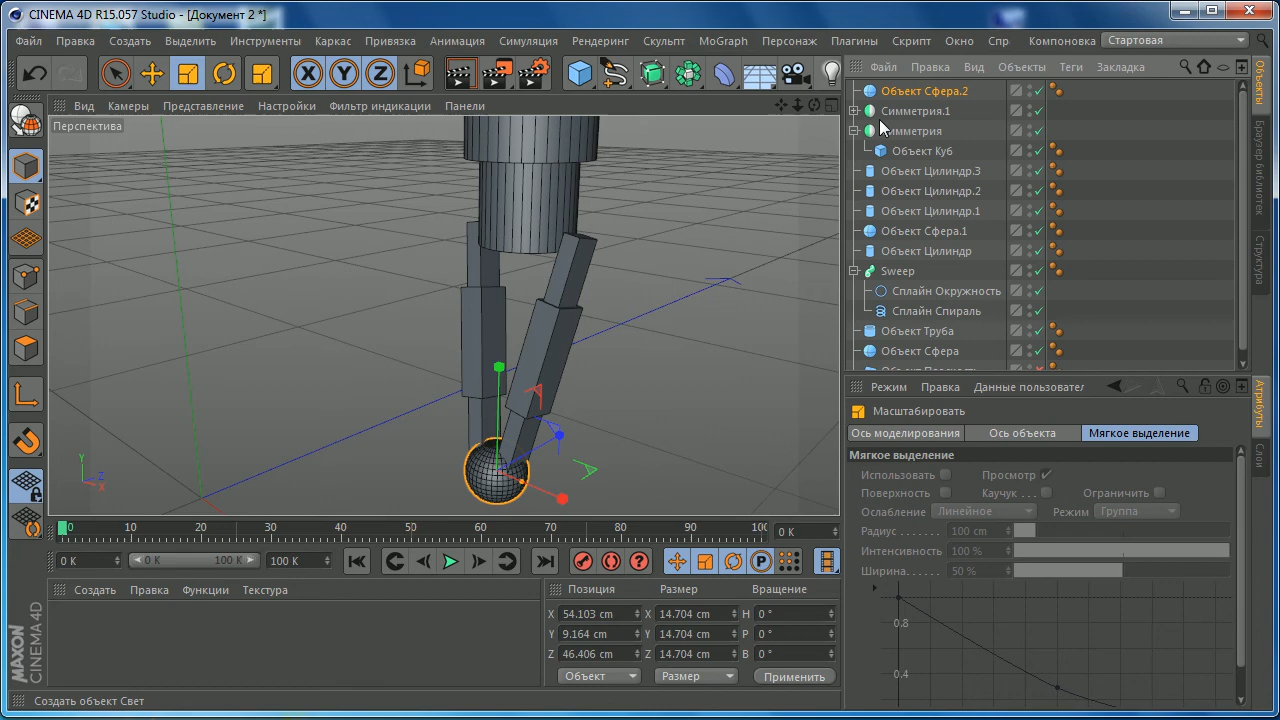 CINEMA 4D R15.057 Studio - [Документ 2 *]
Файл Правка Создать Выделить Инструменты Каркас Привязка Анимация Симуляция Рендеринг Скульпт MoGraph Персонаж Плагины Скрипт Окно Спр Компоновка Стартовая
X Y Z
Файл Правка Вид Объекты Теги Закладка
Вид Камеры Представление Настройки Фильтр индикации Панели
Перспектива
Объект Сфера.2
Симметрия.1
имметрия
Объект Куб
Объект Цилиндр.3
Объект Цилиндр.2
Объект Цилиндр.1
Объект Сфера.1
Объект Цилиндр
Sweep
Сплайн Окружность
Сплайн Спираль
Объект Труба
Объект Сфера
Объекты
Браузер библиотек
Структура
Атрибуты
Слои
Режим Правка Данные пользовател
Масштабировать
Ось моделирования Ось объекта Мягкое выделение
Мягкое выделение
Использовать Просмотр
Поверхность Каучук Ограничить
Ослабление Линейное Режим Группа
Радиус 100 cm
Интенсивность 100 %
Ширина 50 %
0.8
0.4
Y
Z
X
0 10 20 30 40 50 60 70 80 90 10(
0 K
0 K 0 K 100 K 100 K
P
Создать Правка Функции Текстура
Позиция Размер Вращение
X 54.103 cm X 14.704 cm H 0 °
Y 9.164 cm Y 14.704 cm P 0 °
Z 46.406 cm Z 14.704 cm B 0 °
Объект Размер Применить
MAXON
CINEMA 4D
Создать объект Свет